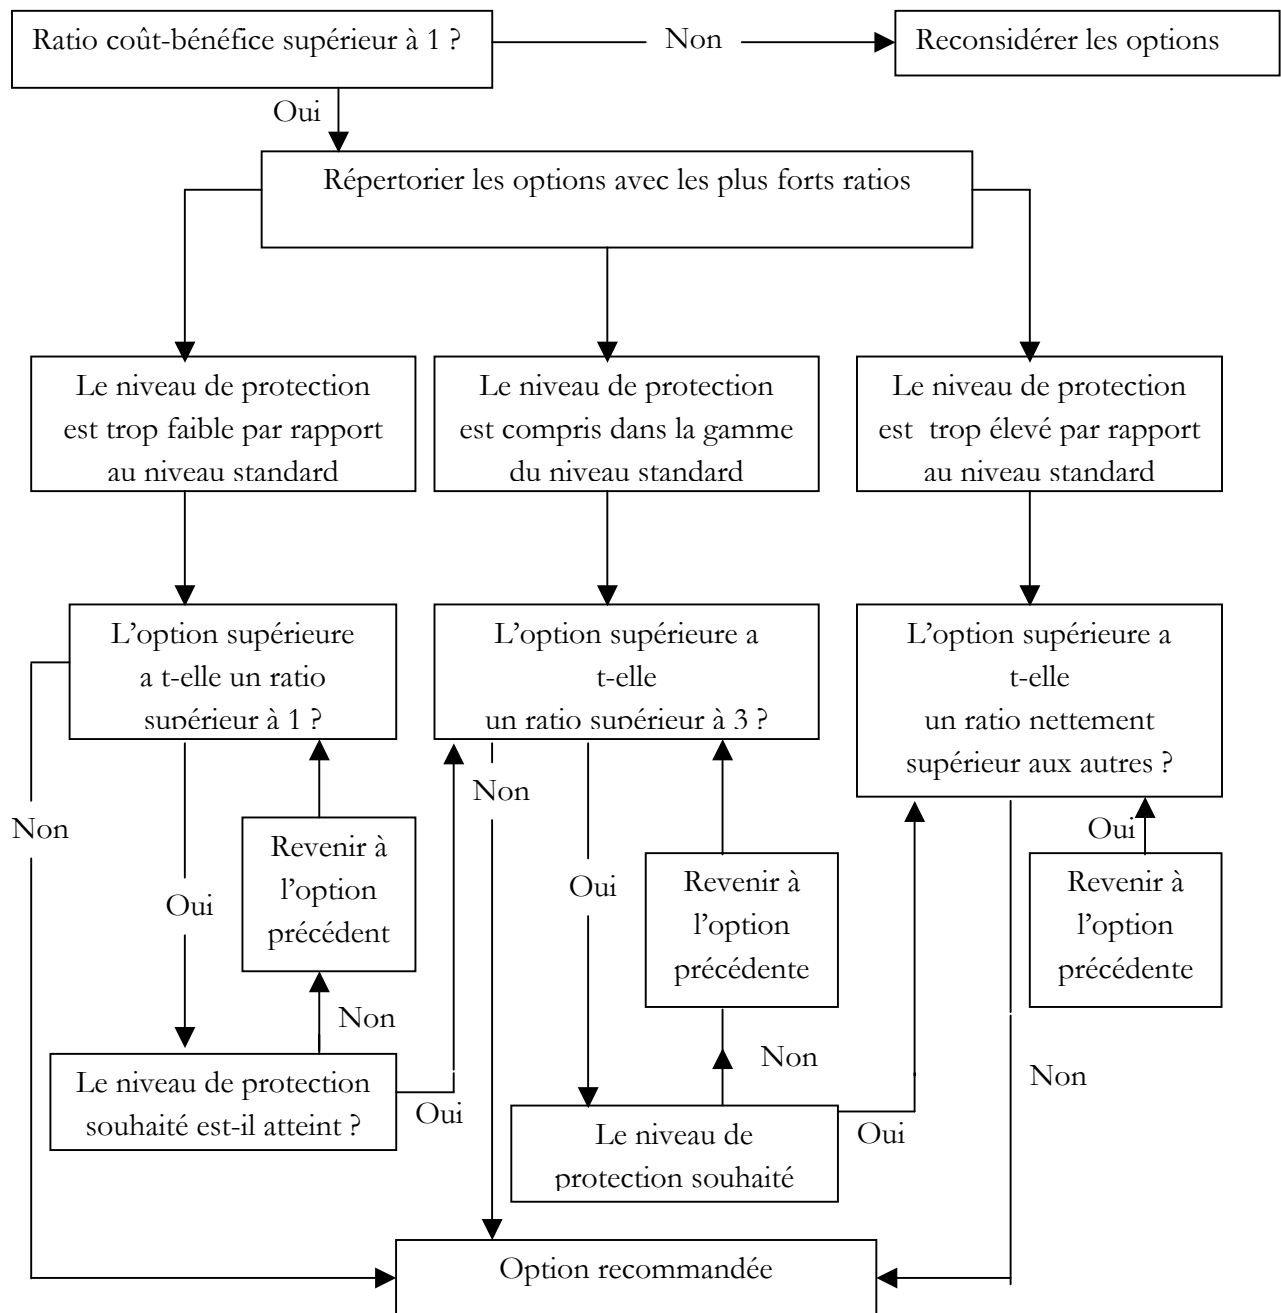 Ratio coût-bénéfice supérieur à 1 ?
Non
Reconsidérer les options
Oui
Répertorier les options avec les plus forts ratios
Le niveau de protection
est trop faible par rapport
au niveau standard
Le niveau de protection
est compris dans la gamme
du niveau standard
Le niveau de protection
est trop élevé par rapport
au niveau standard
L’option supérieure
a t-elle un ratio
supérieur à 1 ?
L’option supérieure a
t-elle
un ratio supérieur à 3 ?
L’option supérieure a
t-elle
un ratio nettement
supérieur aux autres ?
Non
Oui
Revenir à
l’option
précédent
Non
Oui
Revenir à
l’option
précédente
Oui
Revenir à
l’option
précédente
Non
Le niveau de protection
souhaité est-il atteint ?
Oui
Non
Le niveau de
protection souhaité
Oui
Non
Option recommandée